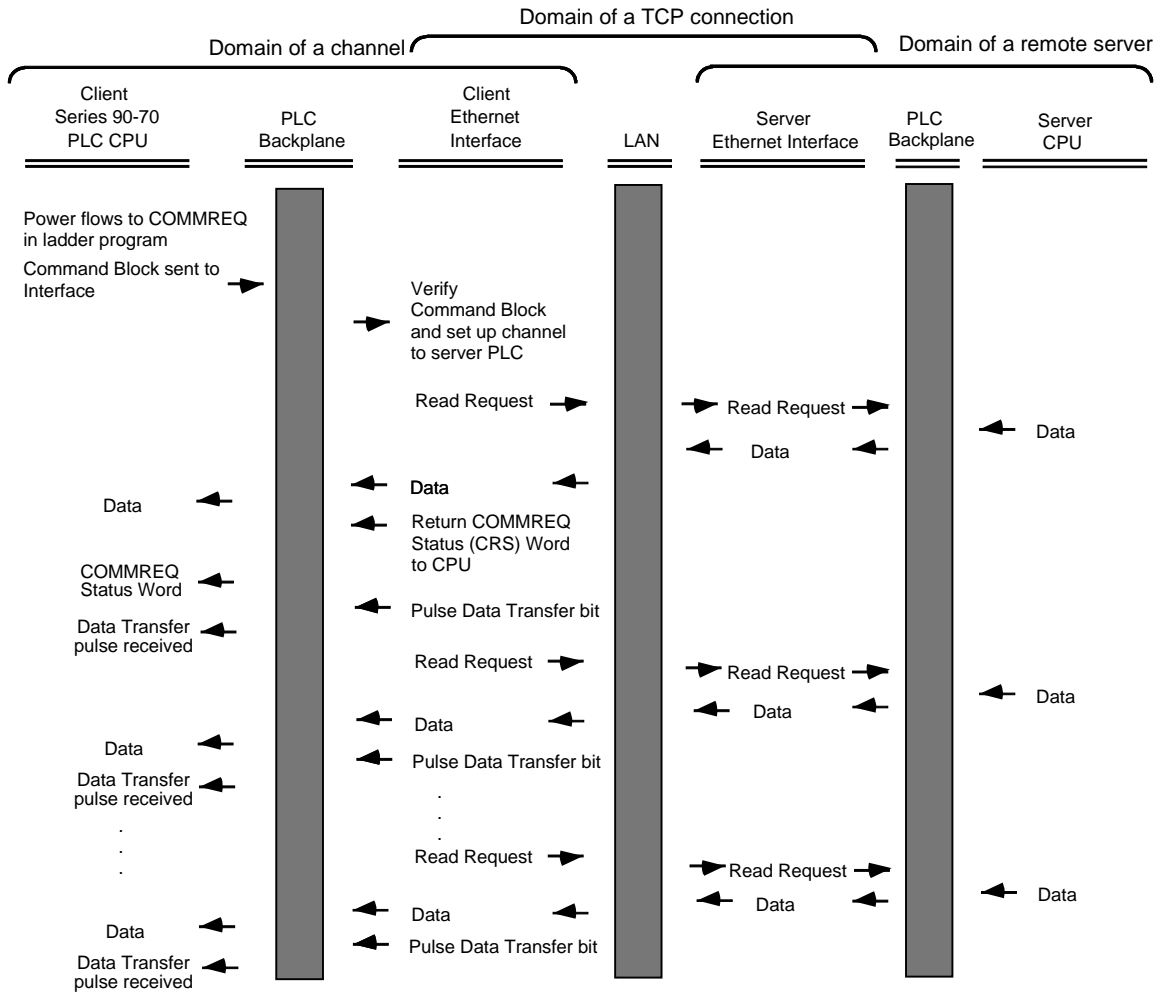 Domain of a TCP connection
Domain of a channel
Domain of a remote server
Client
Series 90-70
PLC CPU
PLC
Backplane
Client
Ethernet
Interface
LAN
Server
Ethernet Interface
PLC
Backplane
Server
CPU
Power flows to COMMREQ
in ladder program
Command Block sent to
Interface
Verify
Command Block
and set up channel
to server PLC
Read Request
Read Request
Data
Data
Data
Data
Return COMMREQ
Status (CRS) Word
to CPU
COMMREQ
Status Word
Pulse Data Transfer bit
Data Transfer
pulse received
Read Request
Read Request
Data
Data
Data
Data
Pulse Data Transfer bit
Data Transfer
pulse received
.
.
.
.
.
.
Read Request
Read Request
Data
Data
Data
Data
Pulse Data Transfer bit
Data Transfer
pulse received